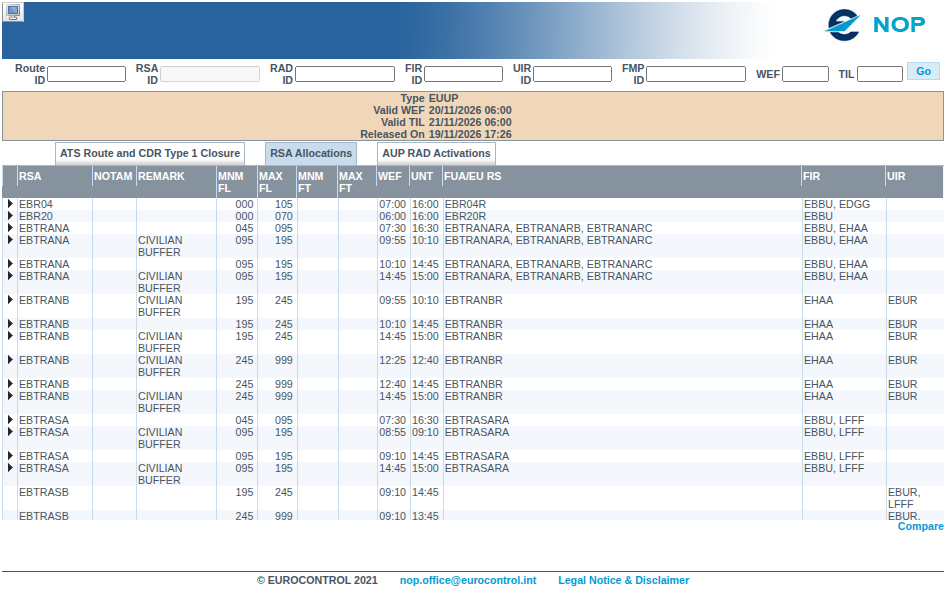 NOP
Route ID RSA ID RAD ID FIR ID UIR ID FMP ID WEF TIL Go
Type EUUP
Valid WEF 20/11/2026 06:00
Valid TIL 21/11/2026 06:00
Released On 19/11/2026 17:26
ATS Route and CDR Type 1 Closure RSA Allocations AUP RAD Activations
RSA NOTAM REMARK MNM FL MAX FL MNM FT MAX FT WEF UNT FUA/EU RS FIR UIR
EBR04 000 105 07:00 16:00 EBR04R EBBU, EDGG
EBR20 000 070 06:00 16:00 EBR20R EBBU
EBTRANA 045 095 07:30 16:30 EBTRANARA, EBTRANARB, EBTRANARC EBBU, EHAA
EBTRANA CIVILIAN BUFFER 095 195 09:55 10:10 EBTRANARA, EBTRANARB, EBTRANARC EBBU, EHAA
EBTRANA 095 195 10:10 14:45 EBTRANARA, EBTRANARB, EBTRANARC EBBU, EHAA
EBTRANA CIVILIAN BUFFER 095 195 14:45 15:00 EBTRANARA, EBTRANARB, EBTRANARC EBBU, EHAA
EBTRANB CIVILIAN BUFFER 195 245 09:55 10:10 EBTRANBR EHAA EBUR
EBTRANB 195 245 10:10 14:45 EBTRANBR EHAA EBUR
EBTRANB CIVILIAN BUFFER 195 245 14:45 15:00 EBTRANBR EHAA EBUR
EBTRANB CIVILIAN BUFFER 245 999 12:25 12:40 EBTRANBR EHAA EBUR
EBTRANB 245 999 12:40 14:45 EBTRANBR EHAA EBUR
EBTRANB CIVILIAN BUFFER 245 999 14:45 15:00 EBTRANBR EHAA EBUR
EBTRASA 045 095 07:30 16:30 EBTRASARA EBBU, LFFF
EBTRASA CIVILIAN BUFFER 095 195 08:55 09:10 EBTRASARA EBBU, LFFF
EBTRASA 095 195 09:10 14:45 EBTRASARA EBBU, LFFF
EBTRASA CIVILIAN BUFFER 095 195 14:45 15:00 EBTRASARA EBBU, LFFF
EBTRASB 195 245 09:10 14:45 EBUR, LFFF
EBTRASB 245 999 09:10 13:45 EBUR,
Compare
© EUROCONTROL 2021 nop.office@eurocontrol.int Legal Notice & Disclaimer